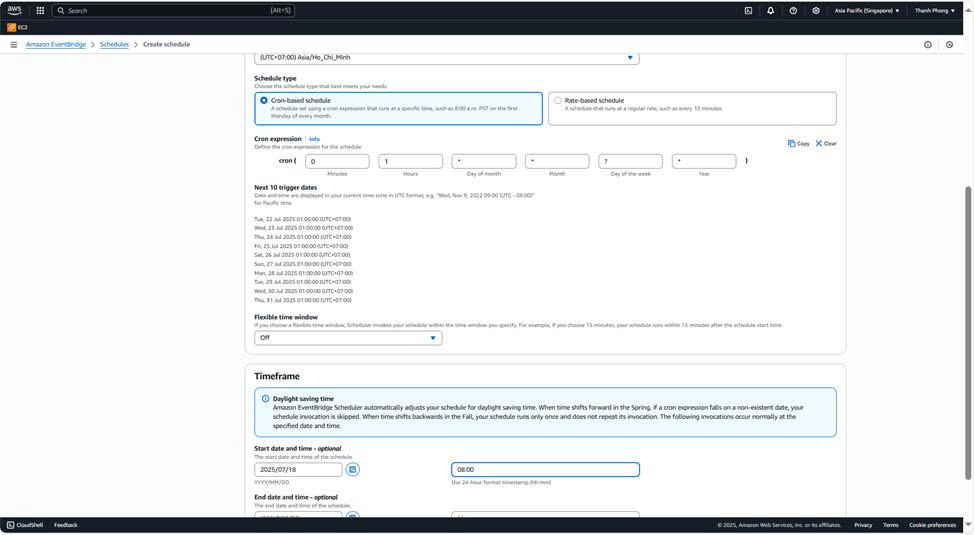 aws
Search
[Alt+S]
Asia Pacific (Singapore)
Thanh Phong
EC2
Amazon EventBridge
Schedules
Create schedule
(UTC+07:00) Asia/Ho_Chi_Minh
Schedule type
Choose the schedule type that best meets your needs.
Cron-based schedule
A schedule set using a cron expression that runs at a specific time, such as 8:00 a.m. PST on the first
Monday of every month.
Rate-based schedule
A schedule that runs at a regular rate, such as every 10 minutes.
Cron expression
Info
Define the cron expression for the schedule
Copy
Clear
cron (
0
1
*
*
?
*
)
Minutes
Hours
Day of month
Month
Day of the week
Year
Next 10 trigger dates
Date and time are displayed in your current time zone in UTC format, e.g. "Wed, Nov 9, 2022 09:00 (UTC - 08:00)"
for Pacific time
Tue, 22 Jul 2025 01:00:00 (UTC+07:00)
Wed, 23 Jul 2025 01:00:00 (UTC+07:00)
Thu, 24 Jul 2025 01:00:00 (UTC+07:00)
Fri, 25 Jul 2025 01:00:00 (UTC+07:00)
Sat, 26 Jul 2025 01:00:00 (UTC+07:00)
Sun, 27 Jul 2025 01:00:00 (UTC+07:00)
Mon, 28 Jul 2025 01:00:00 (UTC+07:00)
Tue, 29 Jul 2025 01:00:00 (UTC+07:00)
Wed, 30 Jul 2025 01:00:00 (UTC+07:00)
Thu, 31 Jul 2025 01:00:00 (UTC+07:00)
Flexible time window
If you choose a flexible time window, Scheduler invokes your schedule within the time window you specify. For example, if you choose 15 minutes, your schedule runs within 15 minutes after the schedule start time.
Off
Timeframe
Daylight saving time
Amazon EventBridge Scheduler automatically adjusts your schedule for daylight saving time. When time shifts forward in the Spring, if a cron expression falls on a non-existent date, your
schedule invocation is skipped. When time shifts backwards in the Fall, your schedule runs only once and does not repeat its invocation. The following invocations occur normally at the
specified date and time.
Start date and time - optional
The start date and time of the schedule.
2025/07/18
08:00
YYYY/MM/DD
Use 24-hour format timestamp (hh:mm)
End date and time - optional
The end date and time of the schedule.
CloudShell
Feedback
© 2025, Amazon Web Services, Inc. or its affiliates.
Privacy
Terms
Cookie preferences